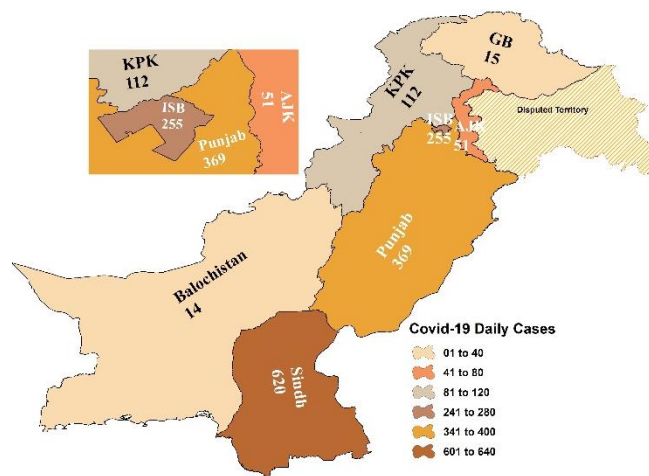 KPK
112
ISB
255
Punjab
369
AJK
51
GB
15
KPK
112
Disputed Territory
ISB
255
AJK
51
Punjab
369
Balochistan
14
Sindh
620
Covid-19 Daily Cases
01 to 40
41 to 80
81 to 120
241 to 280
341 to 400
601 to 640